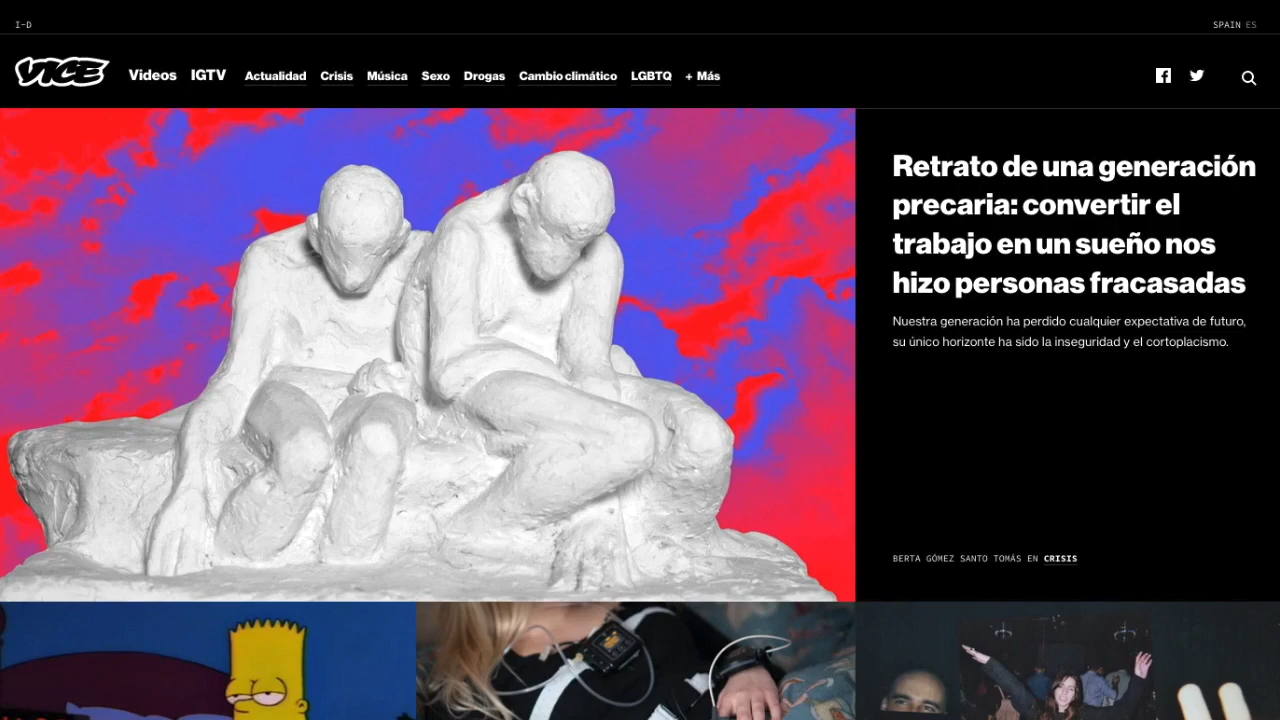 I-D
SPAIN ES
VICE
Videos IGTV Actualidad Crisis Música Sexo Drogas Cambio climático LGBTQ + Más
Retrato de una generación
precaria: convertir el
trabajo en un sueño nos
hizo personas fracasadas
Nuestra generación ha perdido cualquier expectativa de futuro,
su único horizonte ha sido la inseguridad y el cortoplacismo.
BERTA GÓMEZ SANTO TOMÁS EN CRISIS